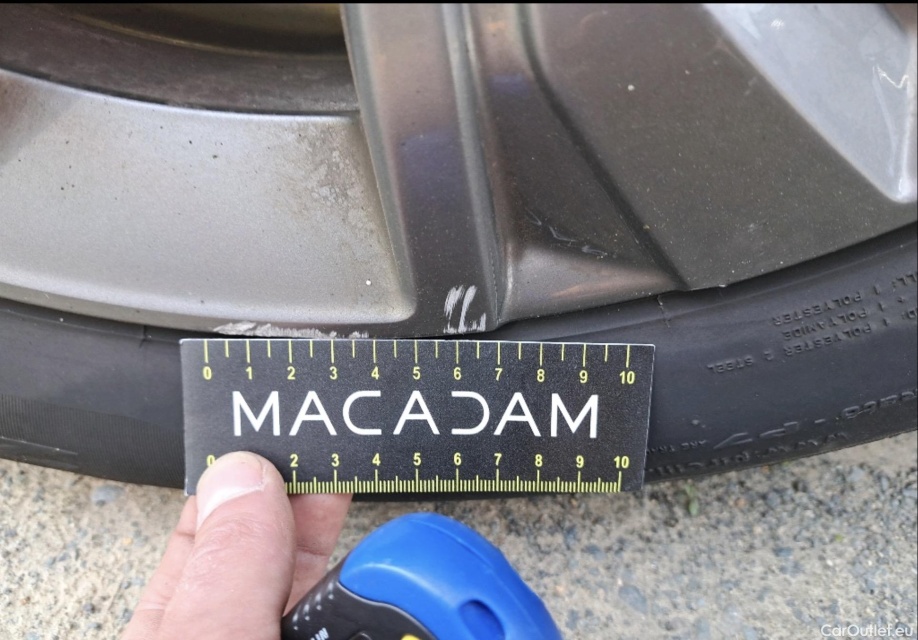 0 1 2 3 4 5 6 7 8 9 10
MACADAM
0 2 3 4 5 6 7 8 9 10
POLYESTER
POLYAMIDE
POLYESTER 2 STEEL
CarOutlet.eu